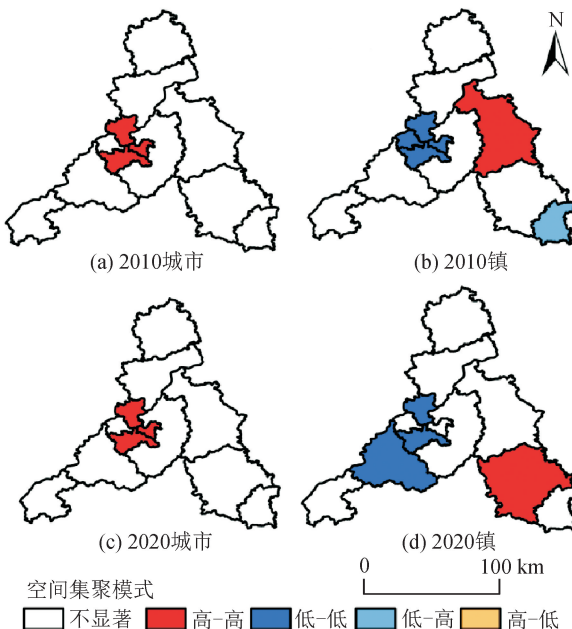 N
(a) 2010城市
(b) 2010镇
(c) 2020城市
(d) 2020镇
0 100 km
空间集聚模式
不显著 高-高 低-低 低-高 高-低